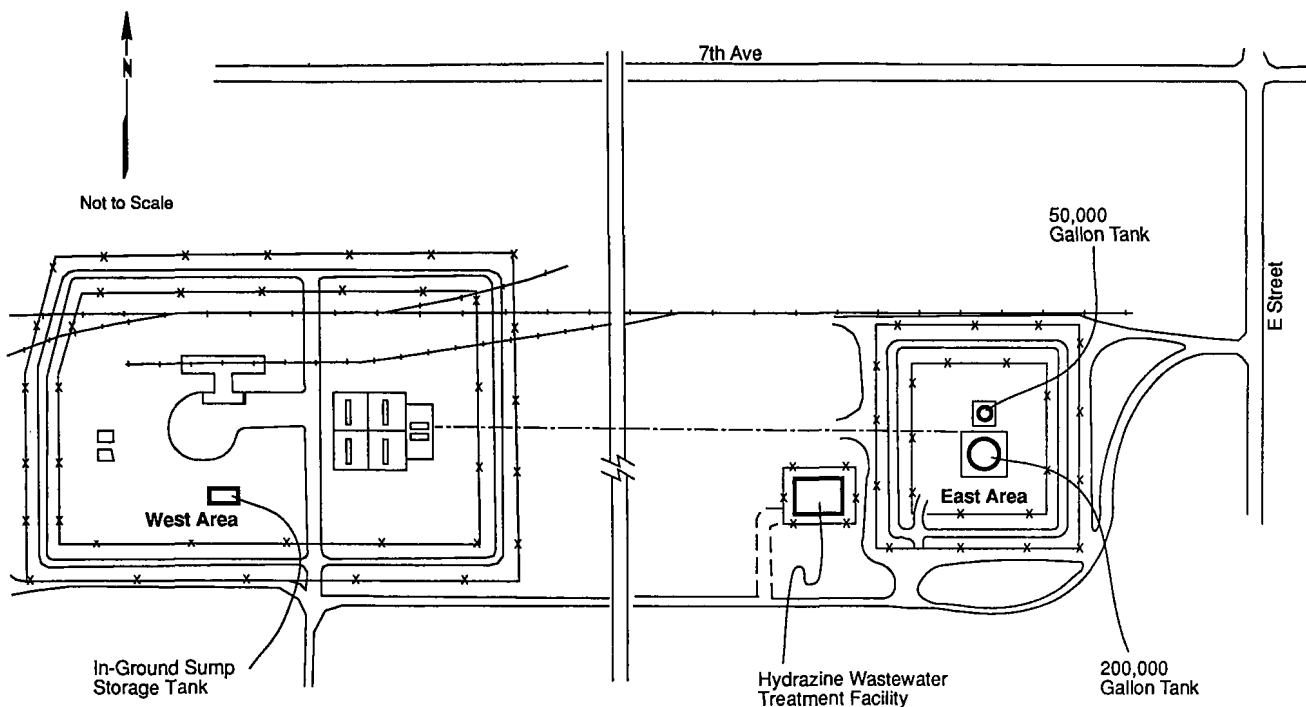 7th Ave
N
Not to Scale
50,000
Gallon Tank
E Street
West Area
East Area
In-Ground Sump
Storage Tank
Hydrazine Wastewater
Treatment Facility
200,000
Gallon Tank